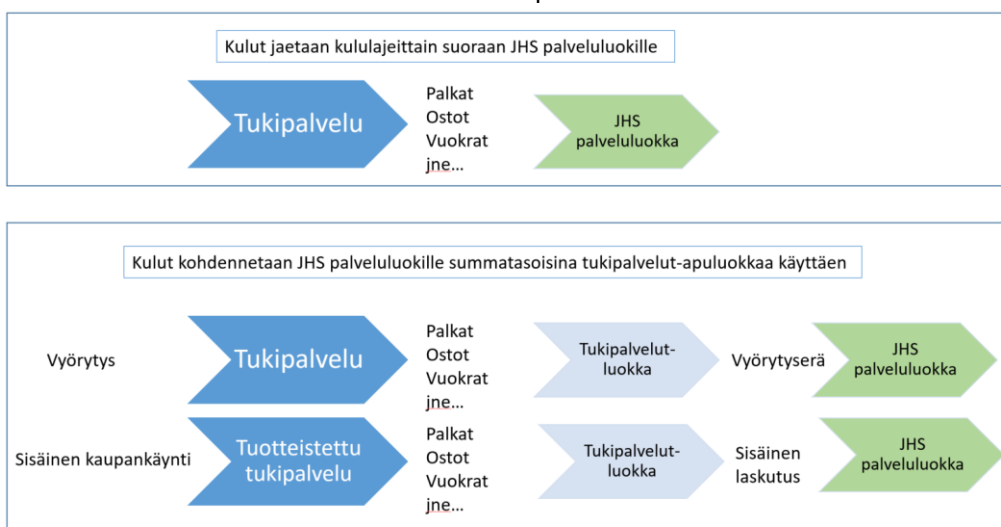 Kulut jaetaan kululajeittain suoraan JHS palveluluokille
Tukipalvelu
Palkat
Ostot
Vuokrat
jne...
JHS
palveluluokka
Kulut kohdennetaan JHS palveluluokille summatasoisina tukipalvelut-apuluokkaa käyttäen
Vyörytys
Tukipalvelu
Palkat
Ostot
Vuokrat
jne...
Tukipalvelut-
luokka
Vyörytyserä
JHS
palveluluokka
Sisäinen kaupankäynti
Tuotteistettu
tukipalvelu
Palkat
Ostot
Vuokrat
jne...
Tukipalvelut-
luokka
Sisäinen
laskutus
JHS
palveluluokka